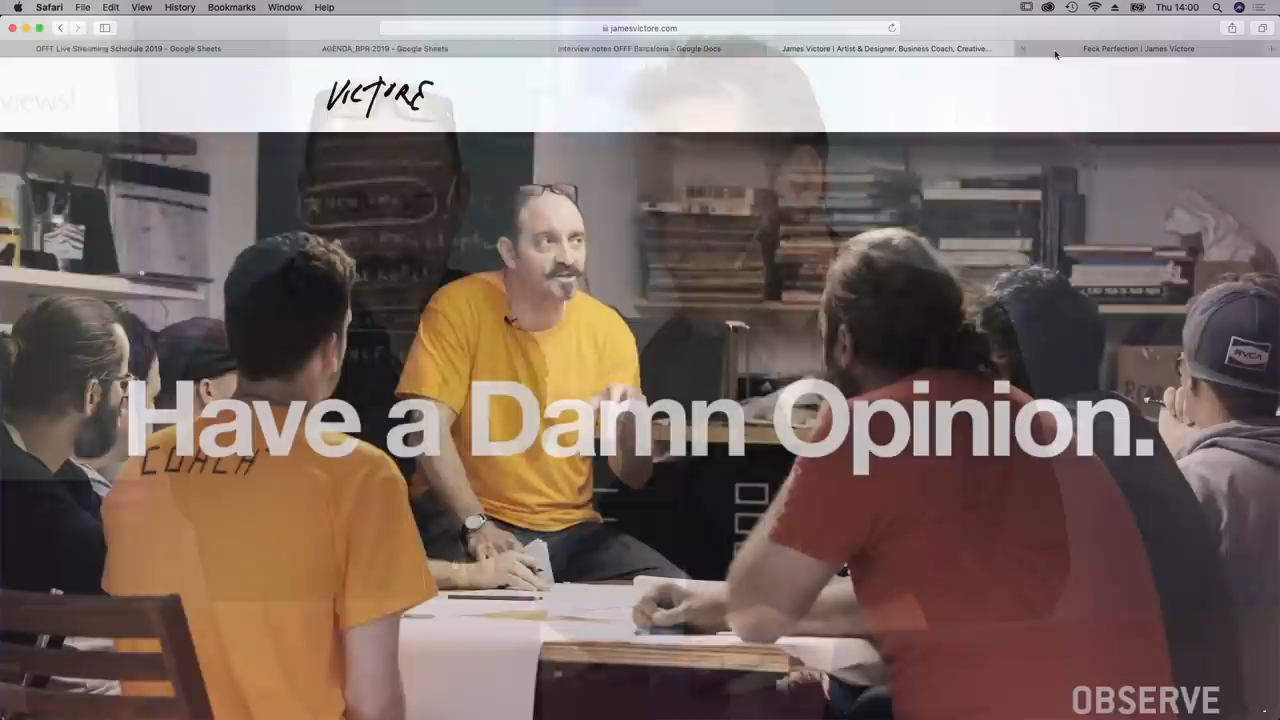 Safari File Edit View History Bookmarks Window Help Thu 14:00
jamesvictore.com
OFFF Live Streaming Schedule 2019 - Google Sheets AGENDA_BPR 2019 - Google Sheets Interview notes OFFF Barcelona - Google Docs James Victore | Artist & Designer, Business Coach, Creative... Feck Perfection | James Victore
views!
VICTORE
RVCA
Have a Damn Opinion.
COACH
OBSERVE